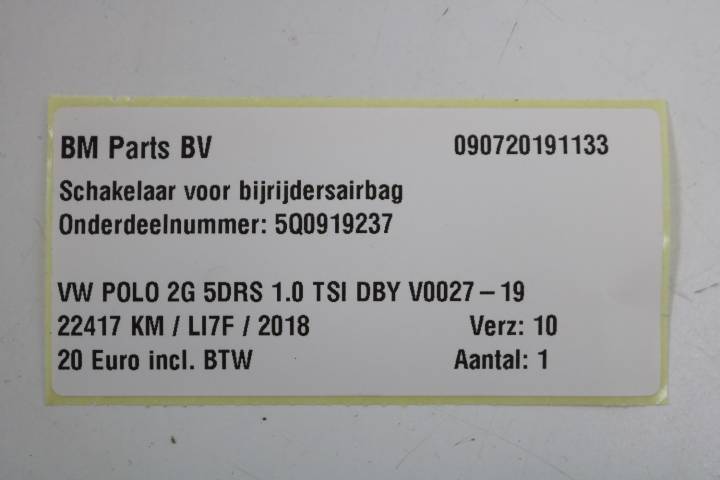 BM Parts BV 090720191133
Schakelaar voor bijrijdersairbag
Onderdeelnummer: 5Q0919237
VW POLO 2G 5DRS 1.0 TSI DBY V0027 – 19
22417 KM / LI7F / 2018 Verz: 10
20 Euro incl. BTW Aantal: 1